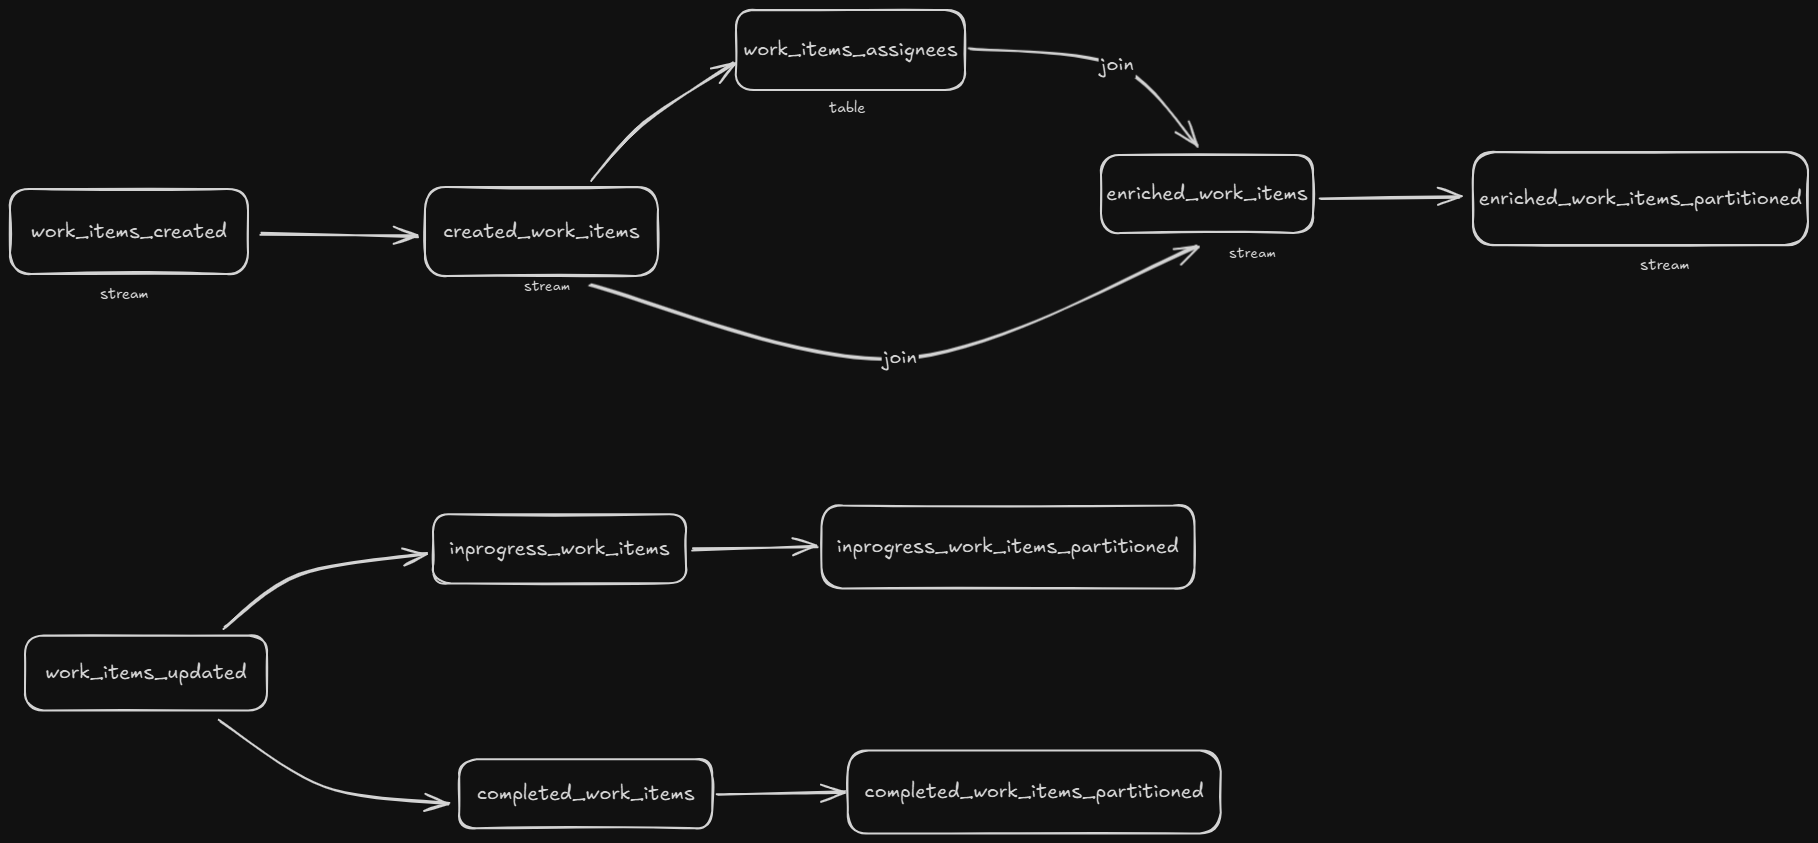 work_items_assignees
table
join
work_items_created
stream
created_work_items
stream
enriched_work_items
stream
enriched_work_items_partitioned
stream
join
inprogress_work_items
inprogress_work_items_partitioned
work_items_updated
completed_work_items
completed_work_items_partitioned